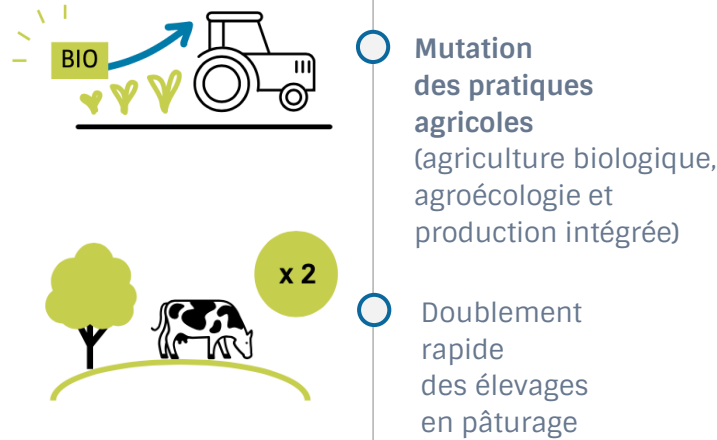 BIO
Mutation
des pratiques
agricoles
(agriculture biologique,
agroécologie et
production intégrée)
x 2
Doublement
rapide
des élevages
en pâturage